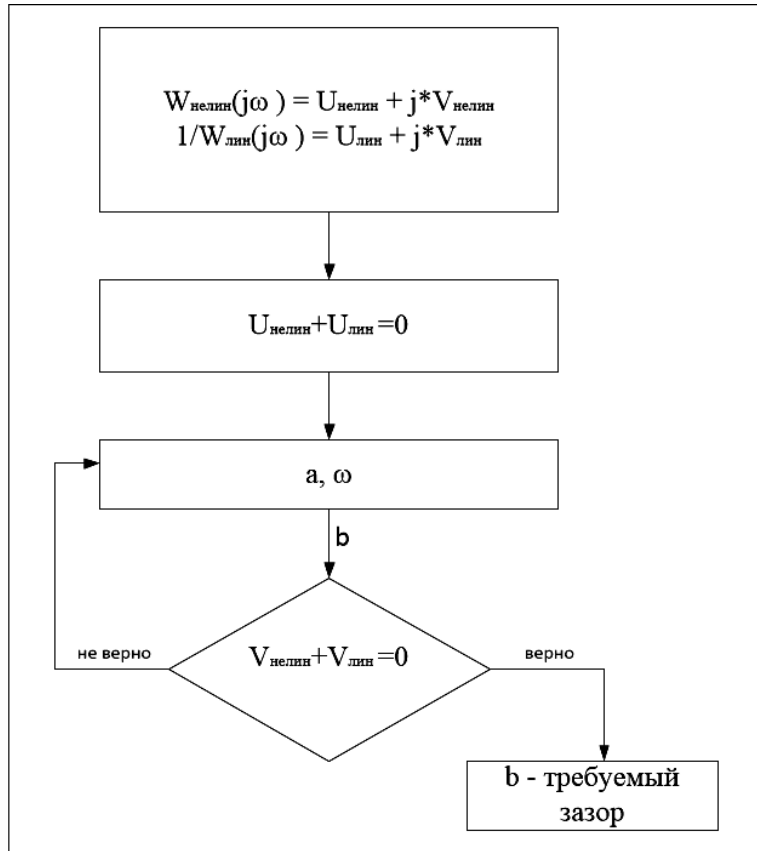 Wнелин(jω ) = Uнелин + j*Vнелин
1/Wлин(jω ) = Uлин + j*Vлин
Uнелин+Uлин =0
a, ω
b
не верно
Vнелин+Vлин =0
верно
b - требуемый
зазор